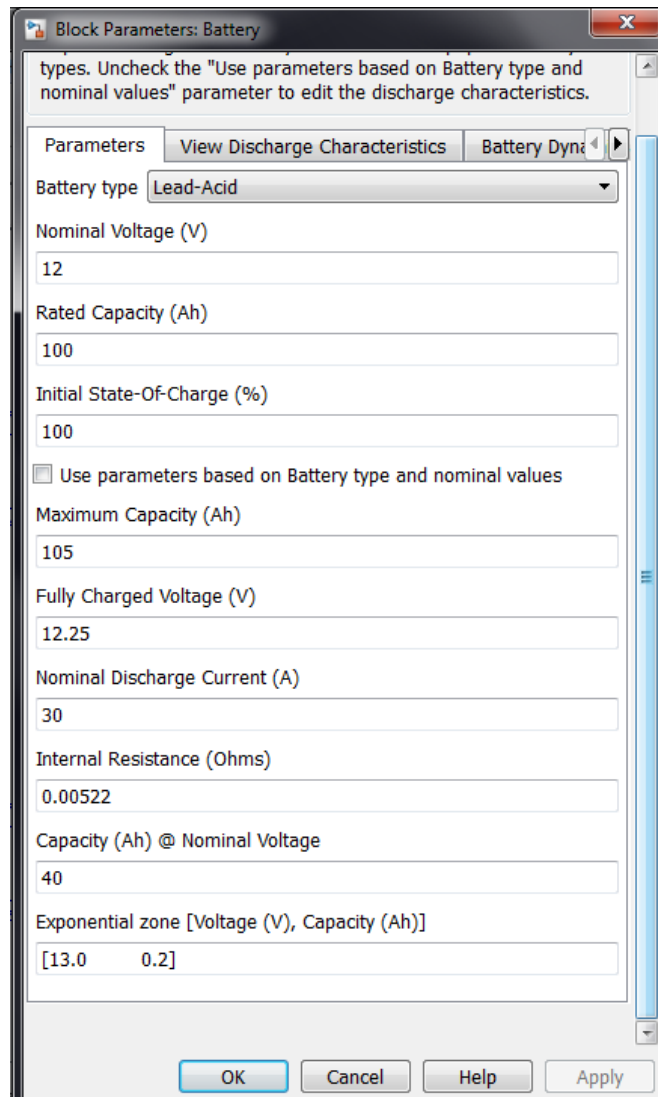 Block Parameters: Battery
types. Uncheck the "Use parameters based on Battery type and
nominal values" parameter to edit the discharge characteristics.
Parameters View Discharge Characteristics Battery Dyna
Battery type Lead-Acid
Nominal Voltage (V)
12
Rated Capacity (Ah)
100
Initial State-Of-Charge (%)
100
Use parameters based on Battery type and nominal values
Maximum Capacity (Ah)
105
Fully Charged Voltage (V)
12.25
Nominal Discharge Current (A)
30
Internal Resistance (Ohms)
0.00522
Capacity (Ah) @ Nominal Voltage
40
Exponential zone [Voltage (V), Capacity (Ah)]
[13.0 0.2]
OK Cancel Help Apply